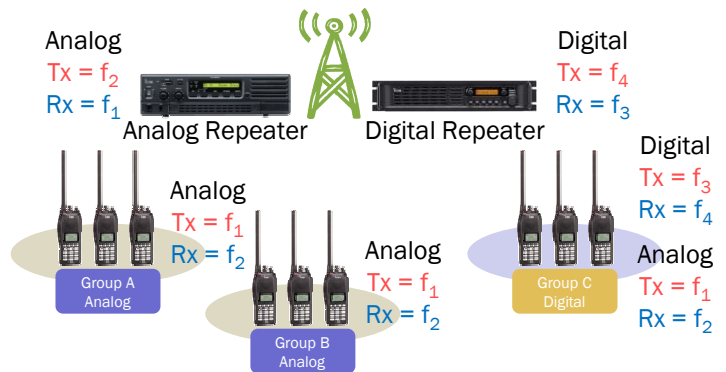 Analog
Tx = f₂
Rx = f₁
Analog Repeater
Digital
Tx = f₄
Rx = f₃
Digital Repeater
Analog
Tx = f₁
Rx = f₂
Group A
Analog
Analog
Tx = f₁
Rx = f₂
Group B
Analog
Digital
Tx = f₃
Rx = f₄
Analog
Tx = f₁
Rx = f₂
Group C
Digital